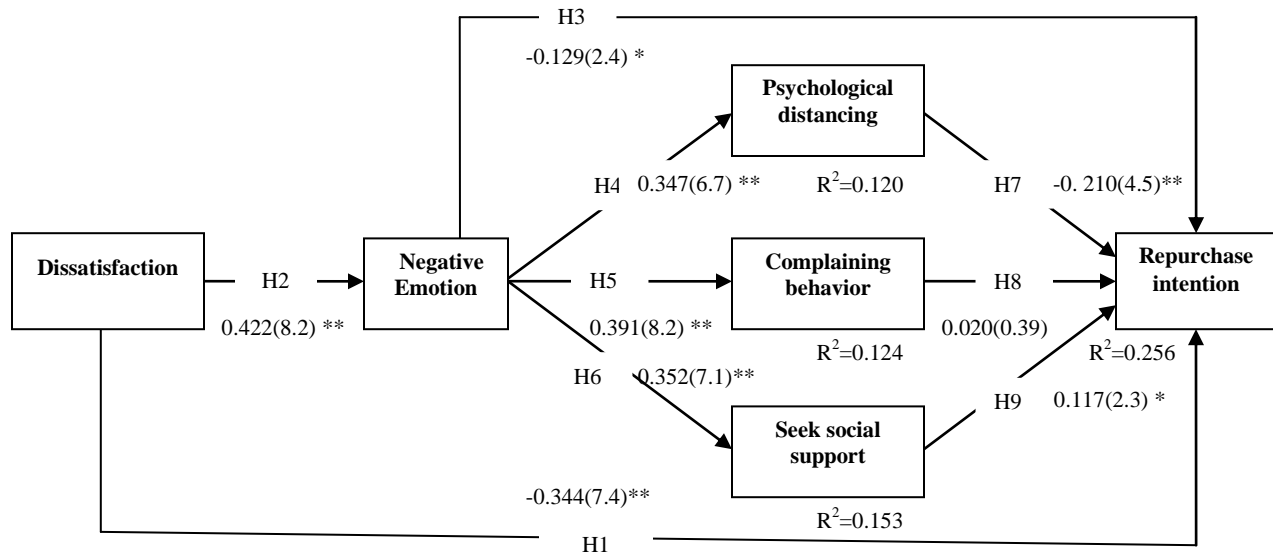 H3
-0.129(2.4) *
Psychological
distancing
H4 0.347(6.7) **
R²=0.120
H7 -0. 210(4.5)**
Dissatisfaction
H2
0.422(8.2) **
Negative
Emotion
H5
0.391(8.2) **
Complaining
behavior
R²=0.124
H8
0.020(0.39)
Repurchase
intention
R²=0.256
H6 0.352(7.1)**
H9 0.117(2.3) *
Seek social
support
R²=0.153
-0.344(7.4)**
H1